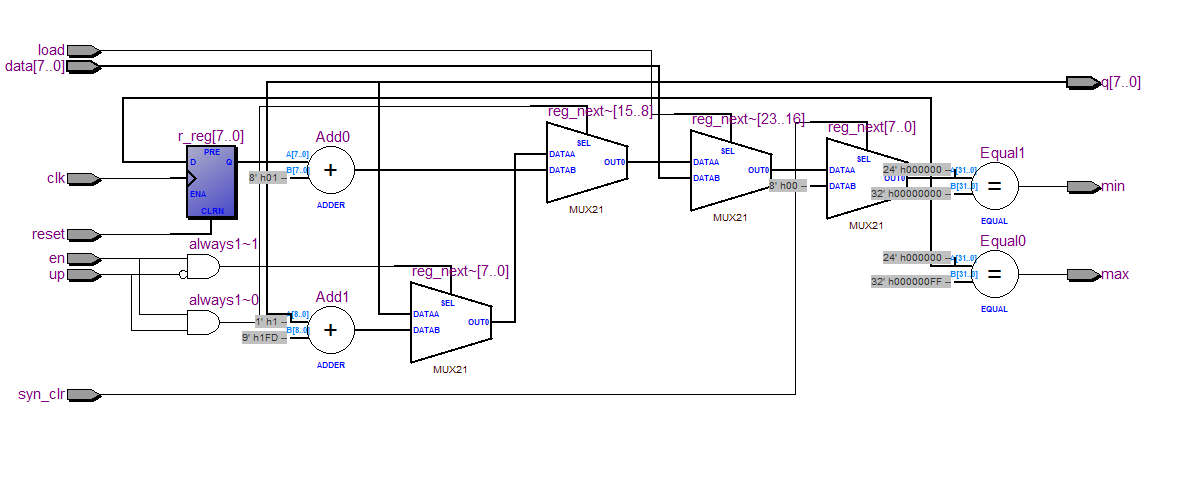 load
data[7..0]
q[7..0]
reg_next~[15..8]
reg_next~[23..16]
reg_next[7..0]
r_reg[7..0]
Add0
SEL
SEL
SEL
PRE
D
Q
A[7..0]
B[7..0]
8' h01 --
DATAA
DATAB
OUT0
DATAA
DATAB
OUT0
8' h00 --
DATAA
DATAB
OUT0
Equal1
24' h000000 --
A[31..0]
32' h00000000 --
B[31..0]
min
clk
ENA
CLRN
ADDER
MUX21
MUX21
MUX21
EQUAL
reset
en
up
always1~1
always1~0
reg_next~[7..0]
SEL
Equal0
24' h000000 --
A[31..0]
32' h000000FF --
B[31..0]
max
EQUAL
Add1
1' h1 --
A[8..0]
9' h1FD --
B[8..0]
ADDER
DATAA
DATAB
OUT0
MUX21
syn_clr